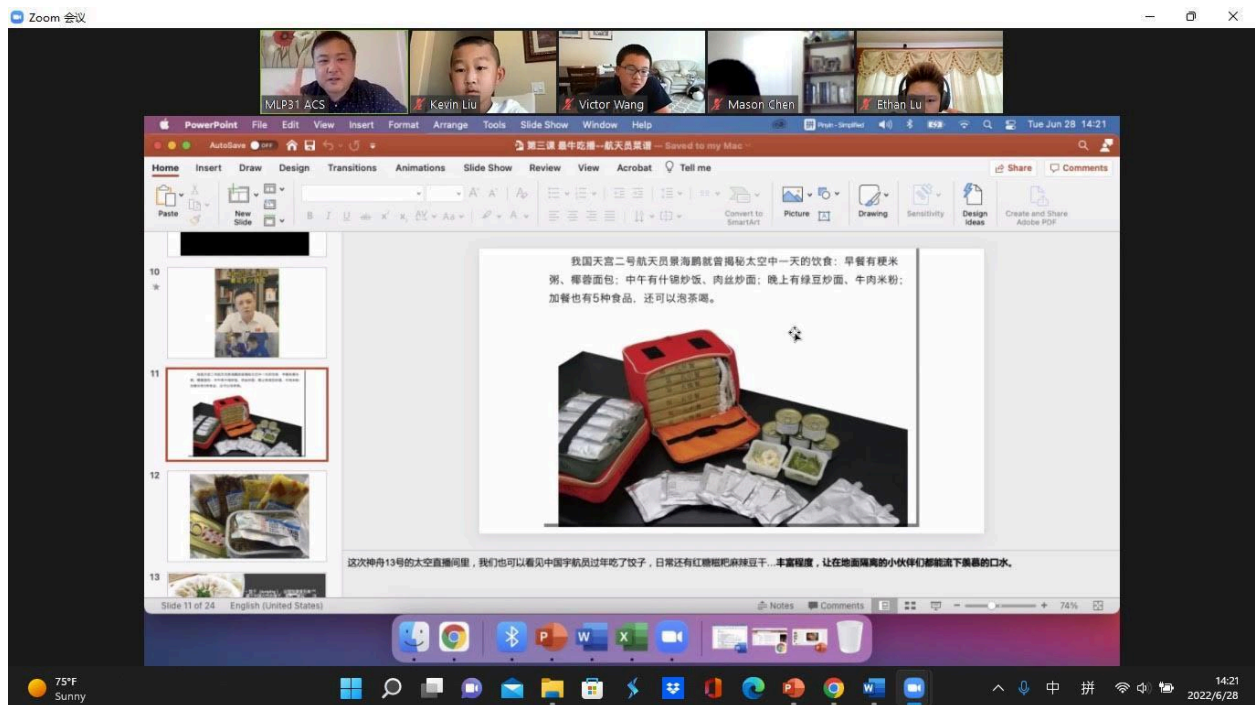 Zoom 会议
MLP31 ACS
Kevin Liu
Victor Wang
Mason Chen
Ethan Lu
PowerPoint File Edit View Insert Format Arrange Tools Slide Show Window Help
Pinyin - Simplified
Tue Jun 28 14:21
AutoSave OFF
第三课 最牛吃播--航天员菜谱 — Saved to my Mac
Home Insert Draw Design Transitions Animations Slide Show Review View Acrobat Tell me
Share Comments
Paste
New Slide
Convert to SmartArt
Picture
Drawing
Sensitivity
Design Ideas
Create and Share Adobe PDF
10
11
12
13
我国天宫二号航天员景海鹏就曾揭秘太空中一天的饮食：早餐有粳米
粥、椰蓉面包；中午有什锦炒饭、肉丝炒面；晚上有绿豆炒面、牛肉米粉；
加餐也有5种食品，还可以泡茶喝。
这次神舟13号的太空直播间里，我们也可以看见中国宇航员过年吃了饺子，日常还有红糖糍粑麻辣豆干...丰富程度，让在地面隔离的小伙伴们都能流下羡慕的口水。
Slide 11 of 24 English (United States)
Notes Comments
74%
75°F
Sunny
中 拼
14:21
2022/6/28